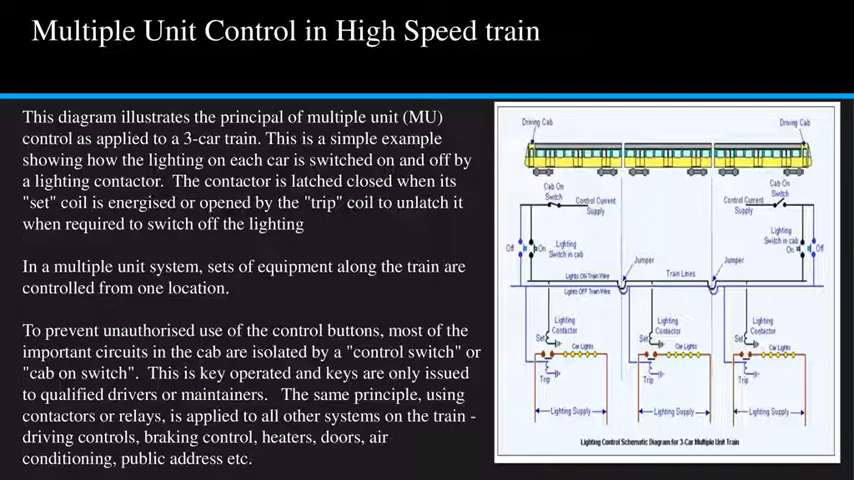 Multiple Unit Control in High Speed train
This diagram illustrates the principal of multiple unit (MU)
control as applied to a 3-car train. This is a simple example
showing how the lighting on each car is switched on and off by
a lighting contactor.  The contactor is latched closed when its
"set" coil is energised or opened by the "trip" coil to unlatch it
when required to switch off the lighting
In a multiple unit system, sets of equipment along the train are
controlled from one location.
To prevent unauthorised use of the control buttons, most of the
important circuits in the cab are isolated by a "control switch" or
"cab on switch".  This is key operated and keys are only issued
to qualified drivers or maintainers.   The same principle, using
contactors or relays, is applied to all other systems on the train -
driving controls, braking control, heaters, doors, air
conditioning, public address etc.
Driving Cab
Driving Cab
Cab On
Switch
Control Current
Supply
Cab On
Switch
Control Current
Supply
Off
On
Lighting
Switch in cab
Lighting
Switch in cab
On
Off
Jumper
Jumper
Lights ON Train Wire
Train Lines
Lights OFF Train Wire
Lighting
Contactor
Set
Car Lights
Trip
Lighting Supply
Lighting
Contactor
Set
Car Lights
Trip
Lighting Supply
Lighting
Contactor
Set
Car Lights
Trip
Lighting Supply
Lighting Control Schematic Diagram for 3-Car Multiple Unit Train